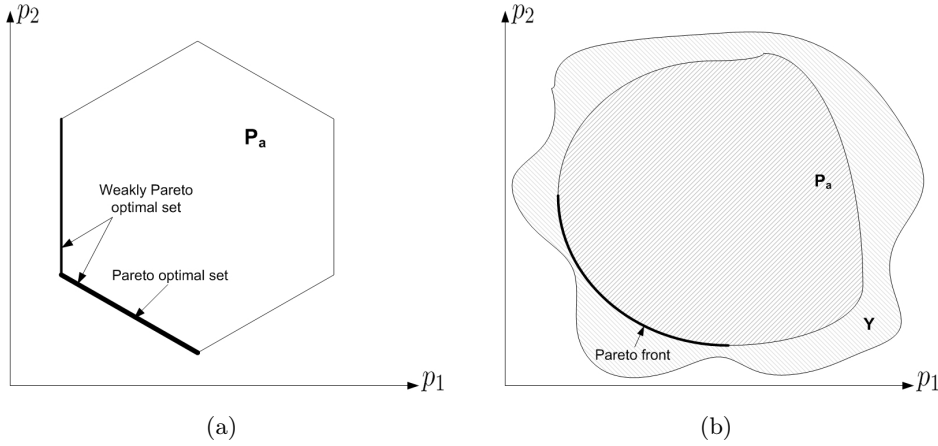 p2
Pa
Weakly Pareto
optimal set
Pareto optimal set
p1
(a)
p2
Pa
Y
Pareto front
p1
(b)